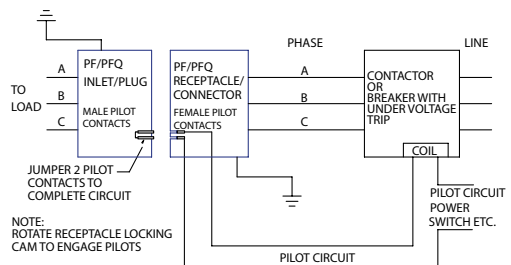 PHASE
LINE
TO
LOAD
A
B
C
PF/PFQ
INLET/PLUG
MALE PILOT
CONTACTS
PF/PFQ
RECEPTACLE/
CONNECTOR
FEMALE PILOT
CONTACTS
A
B
C
CONTACTOR
OR
BREAKER WITH
UNDER VOLTAGE
TRIP
COIL
JUMPER 2 PILOT
CONTACTS TO
COMPLETE CIRCUIT
NOTE:
ROTATE RECEPTACLE LOCKING
CAM TO ENGAGE PILOTS
PILOT CIRCUIT
POWER
SWITCH ETC.
PILOT CIRCUIT